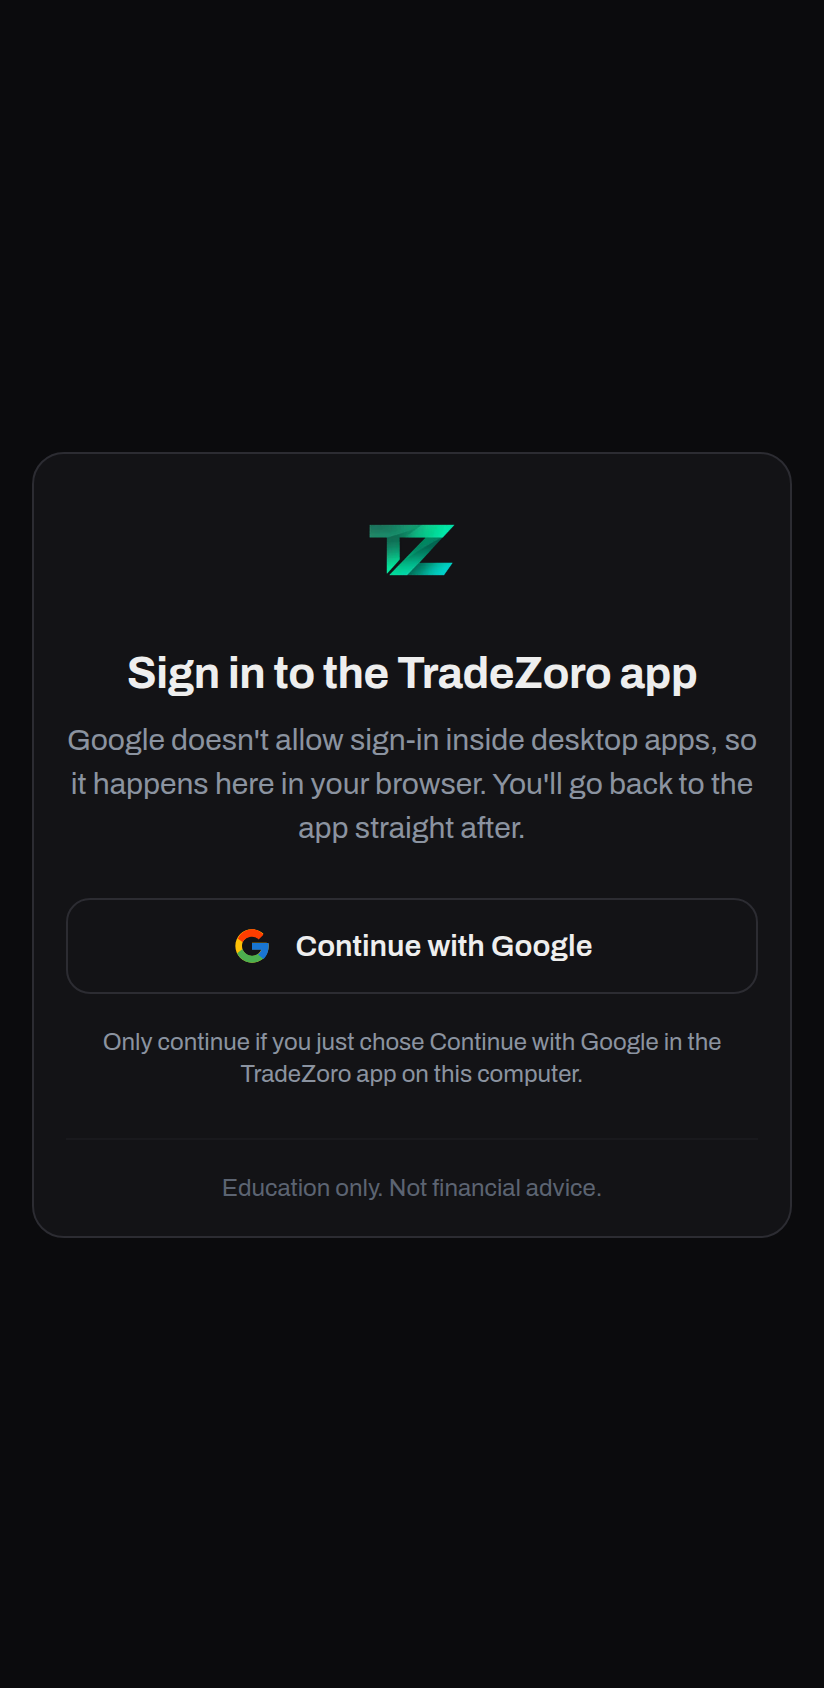 TZ
Sign in to the TradeZoro app
Google doesn't allow sign-in inside desktop apps, so
it happens here in your browser. You'll go back to the
app straight after.
Continue with Google
Only continue if you just chose Continue with Google in the
TradeZoro app on this computer.
Education only. Not financial advice.